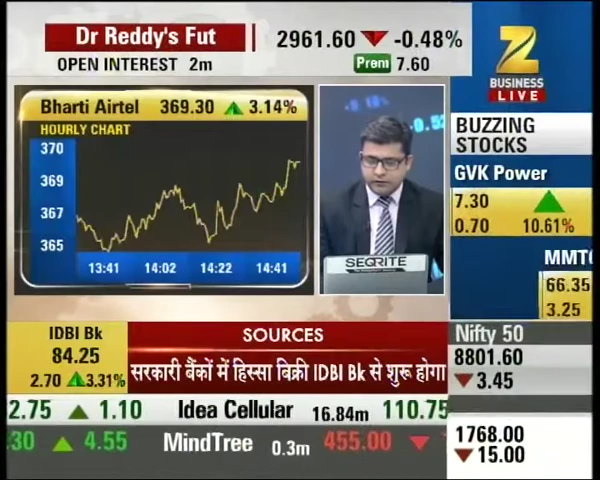 Dr Reddy's Fut
2961.60 -0.48%
OPEN INTEREST 2m
Prem 7.60
Z
BUSINESS
LIVE
Bharti Airtel 369.30 3.14%
HOURLY CHART
370
369
367
365
13:41 14:02 14:22 14:41
-0.52
SEQRITE
BUZZING
STOCKS
GVK Power
7.30
0.70 10.61%
MMTC
66.35
3.25
IDBI Bk
84.25
2.70 3.31%
SOURCES
सरकारी बैंकों में हिस्सा बिक्री IDBI Bk से शुरू होगा
Nifty 50
8801.60
3.45
2.75 1.10 Idea Cellular 16.84m 110.75
.30 4.55 MindTree 0.3m 455.00
1768.00
15.00